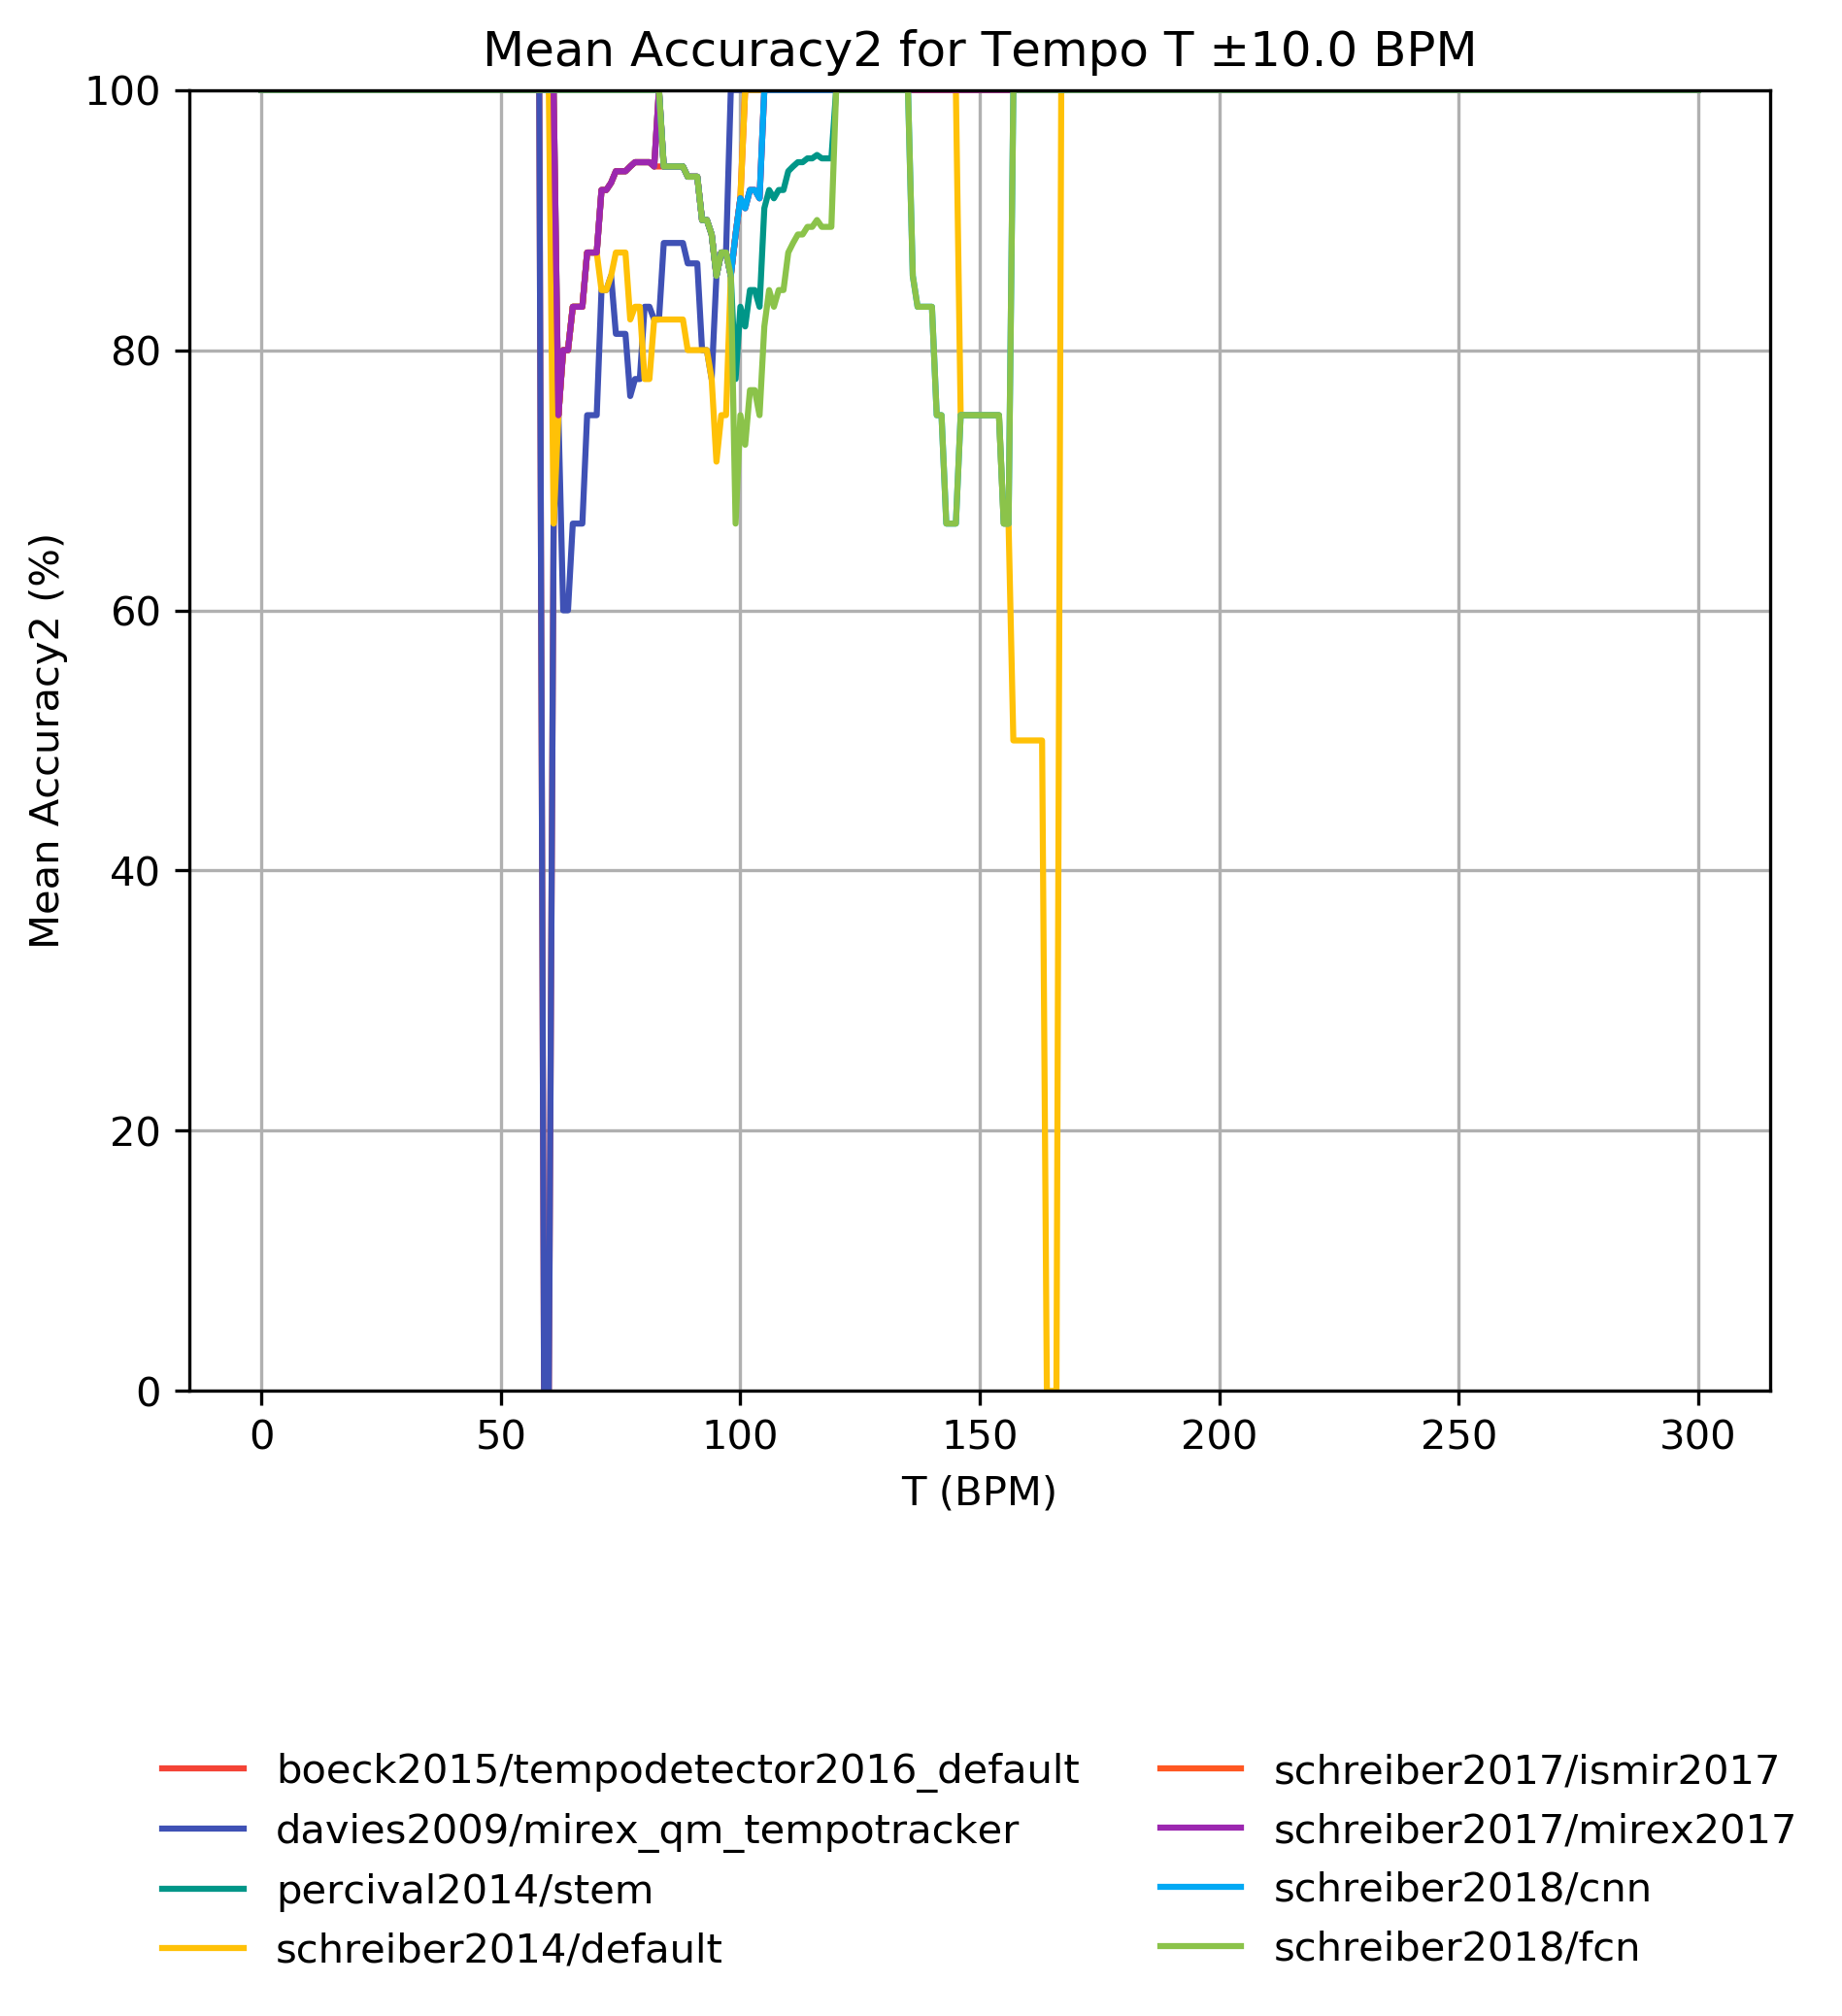 Mean Accuracy2 for Tempo T ±10.0 BPM
100
80
60
40
20
0
Mean Accuracy2 (%)
0 50 100 150 200 250 300
T (BPM)
boeck2015/tempodetector2016_default
davies2009/mirex_qm_tempotracker
percival2014/stem
schreiber2014/default
schreiber2017/ismir2017
schreiber2017/mirex2017
schreiber2018/cnn
schreiber2018/fcn